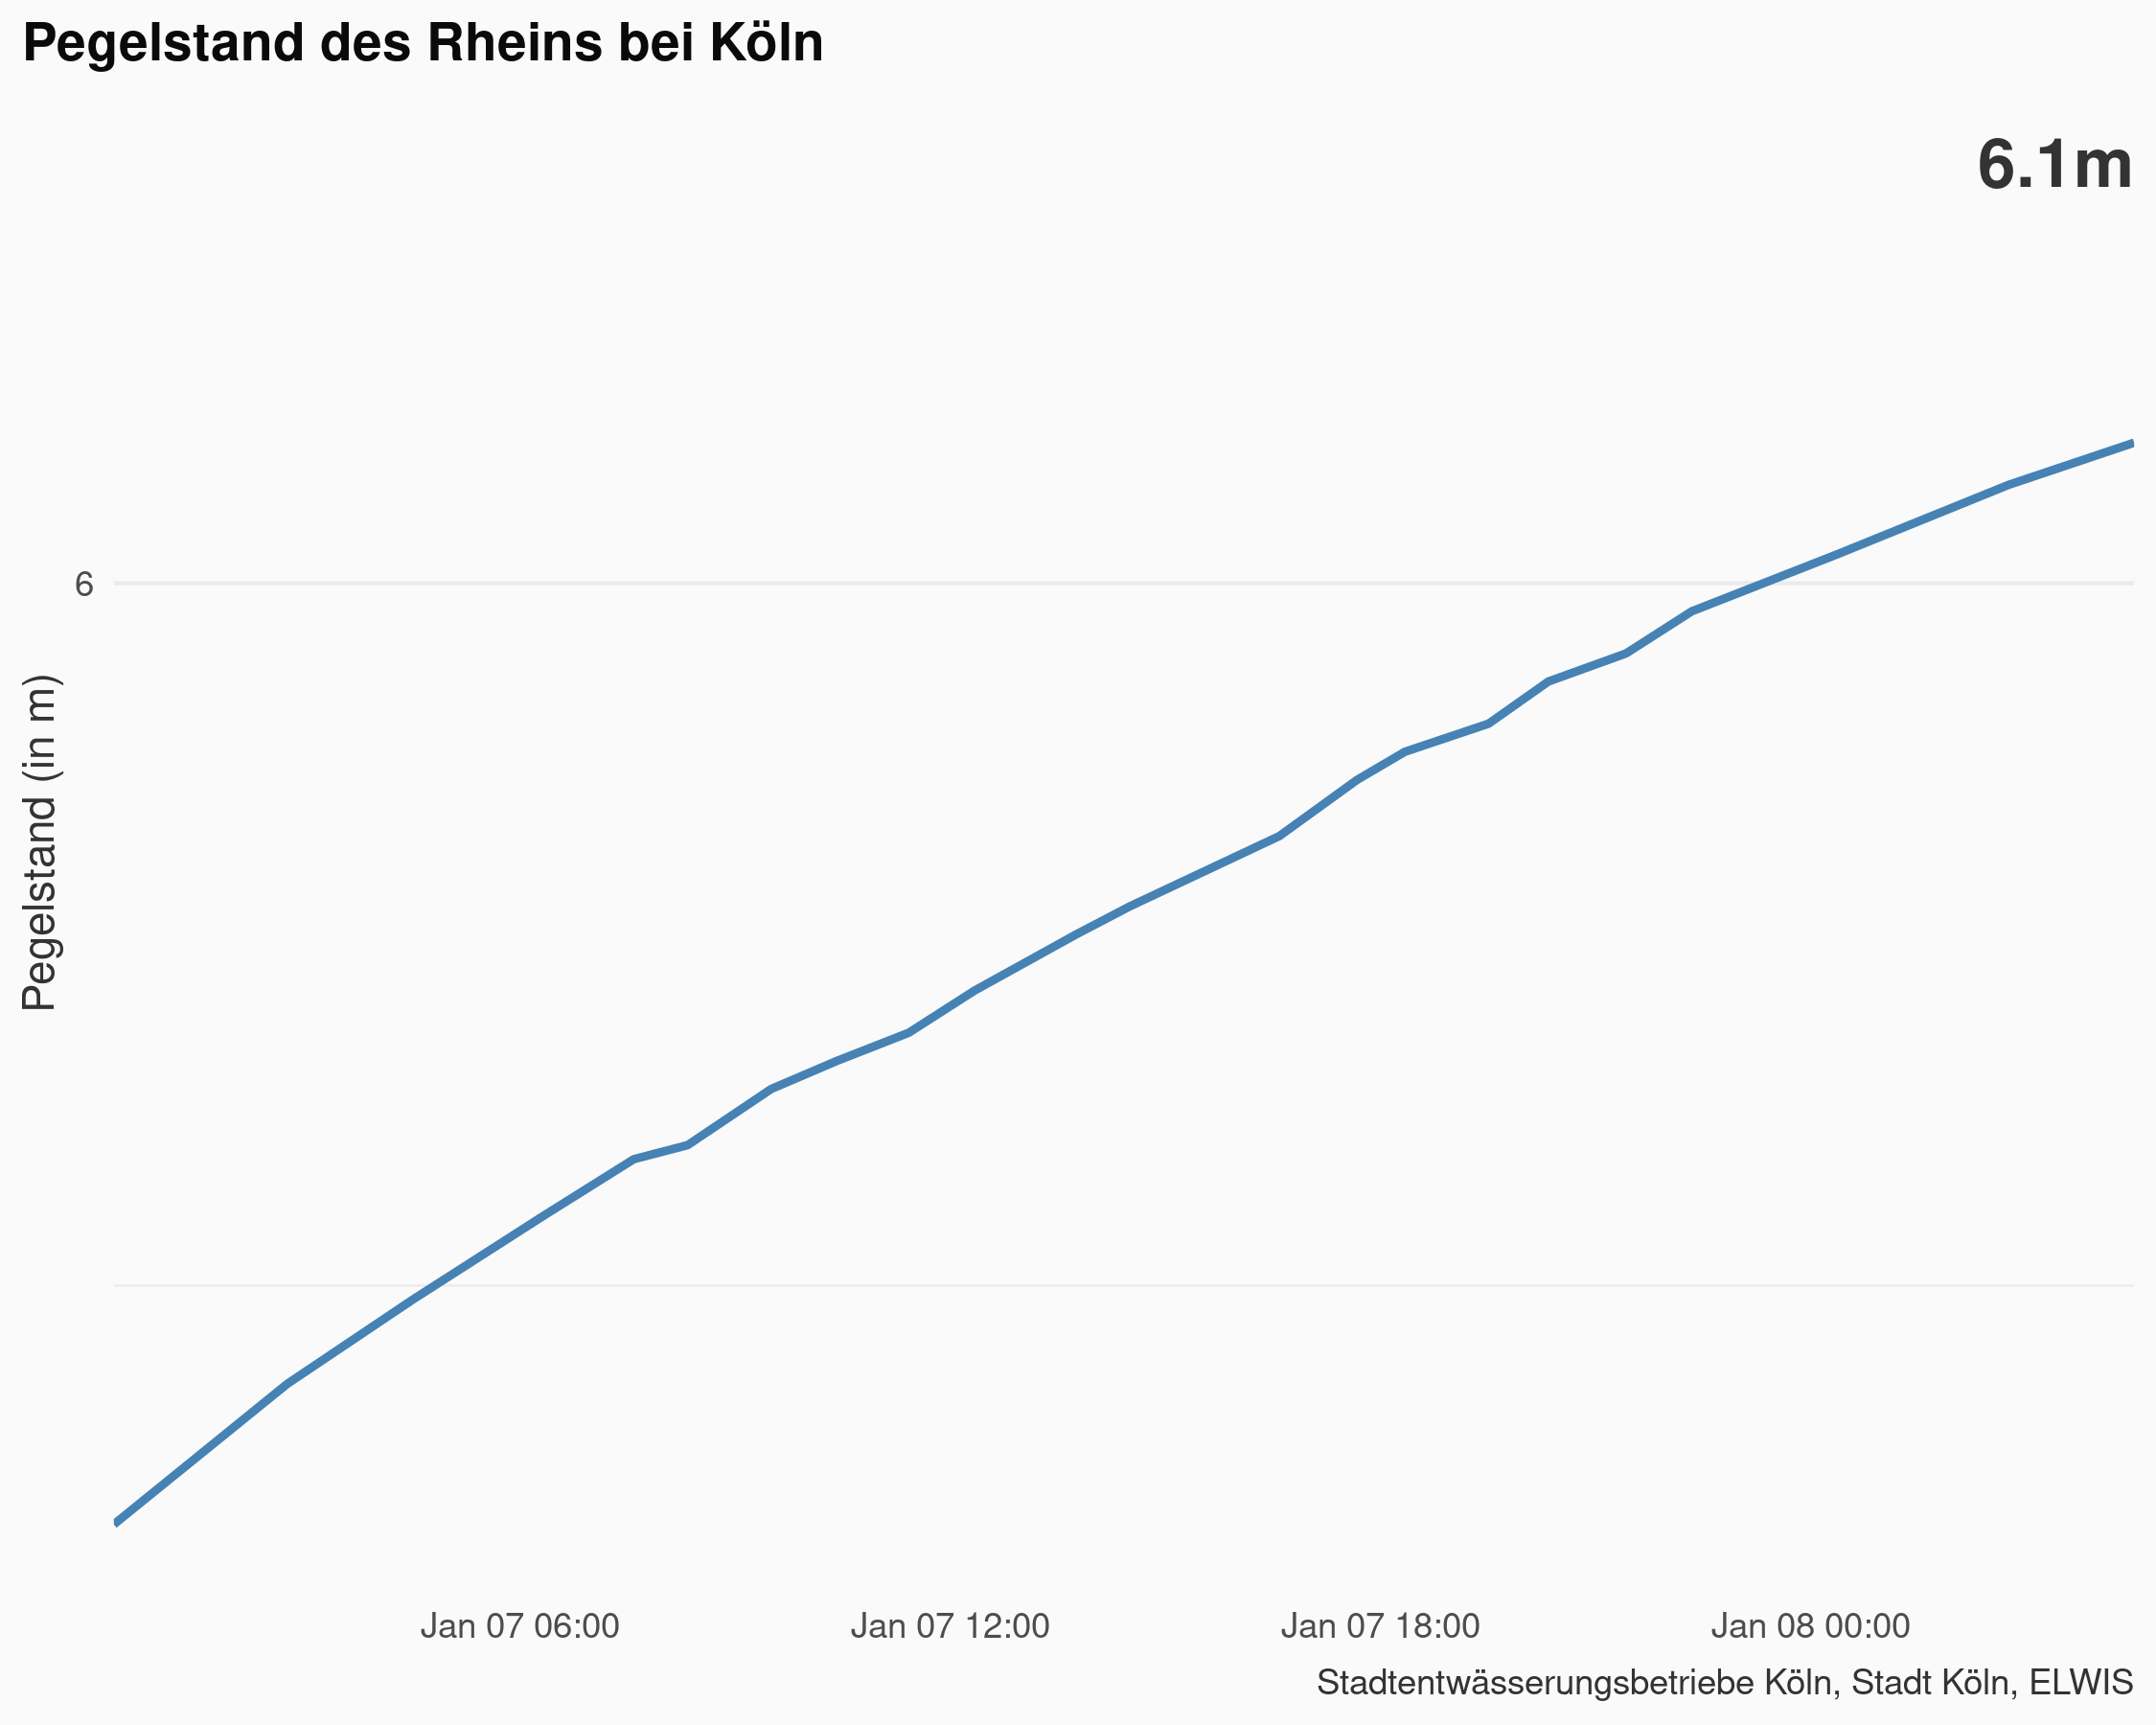 Pegelstand des Rheins bei Köln
6.1m
6
Pegelstand (in m)
Jan 07 06:00 Jan 07 12:00 Jan 07 18:00 Jan 08 00:00
Stadtentwässerungsbetriebe Köln, Stadt Köln, ELWIS